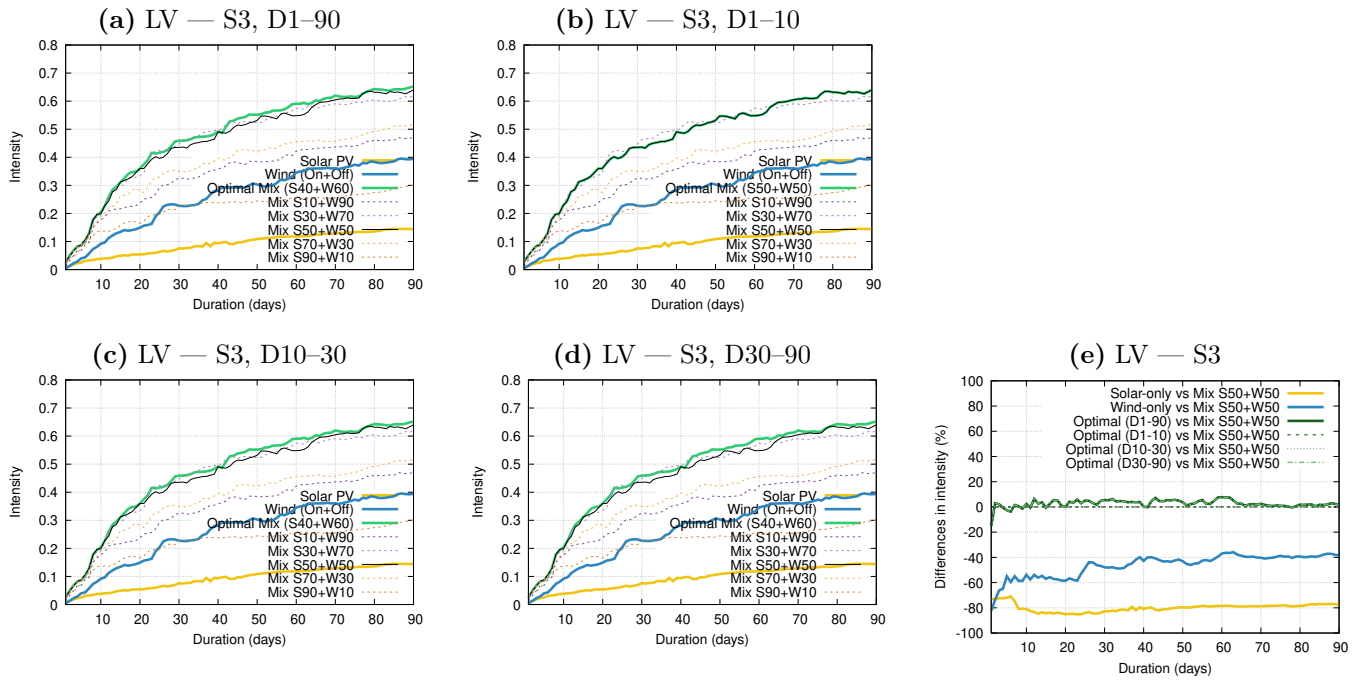 (a) LV — S3, D1–90
0.8
0.7
0.6
0.5
0.4
0.3
0.2
0.1
0
Intensity
Solar PV
Wind (On+Off)
Optimal Mix (S40+W60)
Mix S10+W90
Mix S30+W70
Mix S50+W50
Mix S70+W30
Mix S90+W10
10 20 30 40 50 60 70 80 90
Duration (days)
(b) LV — S3, D1–10
0.8
0.7
0.6
0.5
0.4
0.3
0.2
0.1
0
Intensity
Solar PV
Wind (On+Off)
Optimal Mix (S50+W50)
Mix S10+W90
Mix S30+W70
Mix S50+W50
Mix S70+W30
Mix S90+W10
10 20 30 40 50 60 70 80 90
Duration (days)
(c) LV — S3, D10–30
0.8
0.7
0.6
0.5
0.4
0.3
0.2
0.1
0
Intensity
Solar PV
Wind (On+Off)
Optimal Mix (S40+W60)
Mix S10+W90
Mix S30+W70
Mix S50+W50
Mix S70+W30
Mix S90+W10
10 20 30 40 50 60 70 80 90
Duration (days)
(d) LV — S3, D30–90
0.8
0.7
0.6
0.5
0.4
0.3
0.2
0.1
0
Intensity
Solar PV
Wind (On+Off)
Optimal Mix (S40+W60)
Mix S10+W90
Mix S30+W70
Mix S50+W50
Mix S70+W30
Mix S90+W10
10 20 30 40 50 60 70 80 90
Duration (days)
(e) LV — S3
100
80
60
40
20
0
-20
-40
-60
-80
-100
Differences in intensity (%)
Solar-only vs Mix S50+W50
Wind-only vs Mix S50+W50
Optimal (D1-90) vs Mix S50+W50
Optimal (D1-10) vs Mix S50+W50
Optimal (D10-30) vs Mix S50+W50
Optimal (D30-90) vs Mix S50+W50
10 20 30 40 50 60 70 80 90
Duration (days)